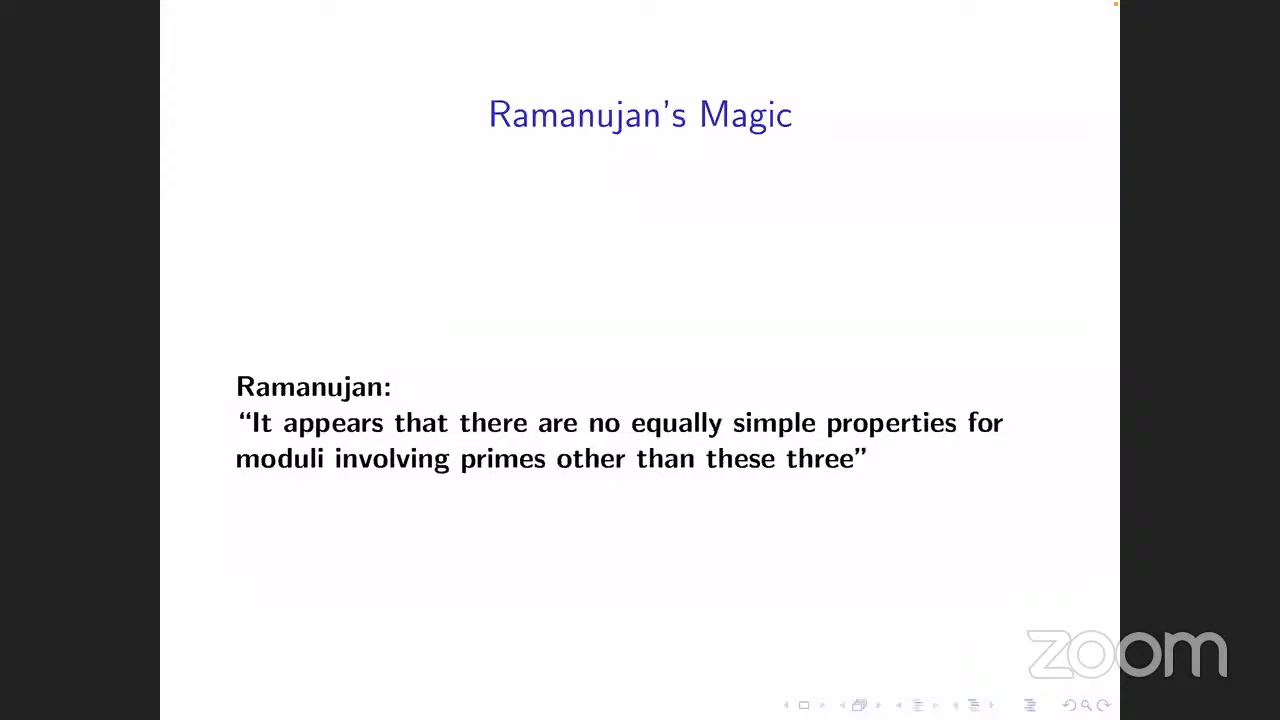 Ramanujan's Magic
Ramanujan:
“It appears that there are no equally simple properties for
moduli involving primes other than these three”
zoom